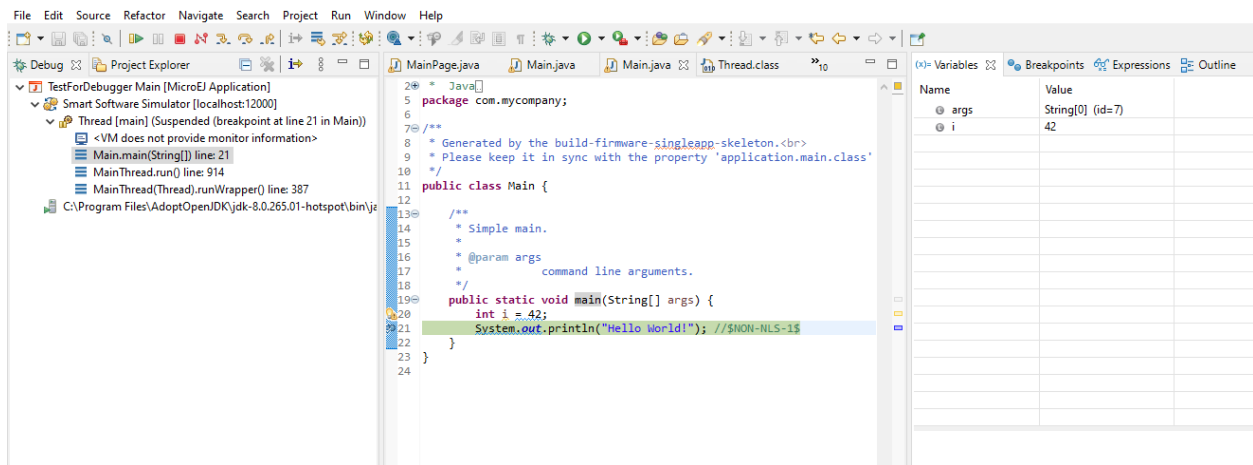 File Edit Source Refactor Navigate Search Project Run Window Help
Debug Project Explorer
TestForDebugger Main [MicroEJ Application]
Smart Software Simulator [localhost:12000]
Thread [main] (Suspended (breakpoint at line 21 in Main))
<VM does not provide monitor information>
Main.main(String[]) line: 21
MainThread.run() line: 914
MainThread(Thread).runWrapper() line: 387
C:\Program Files\AdoptOpenJDK\jdk-8.0.265.01-hotspot\bin\ja
MainPage.java Main.java Main.java Thread.class »10
2 * Java
5 package com.mycompany;
6
7 /**
8 * Generated by the build-firmware-singleapp-skeleton.<br>
9 * Please keep it in sync with the property 'application.main.class'
10 */
11 public class Main {
12
13 /**
14 * Simple main.
15 *
16 * @param args
17 * command line arguments.
18 */
19 public static void main(String[] args) {
20 int i = 42;
21 System.out.println("Hello World!"); //$NON-NLS-1$
22 }
23 }
24
(x)= Variables Breakpoints Expressions Outline
Name Value
args String[0] (id=7)
i 42